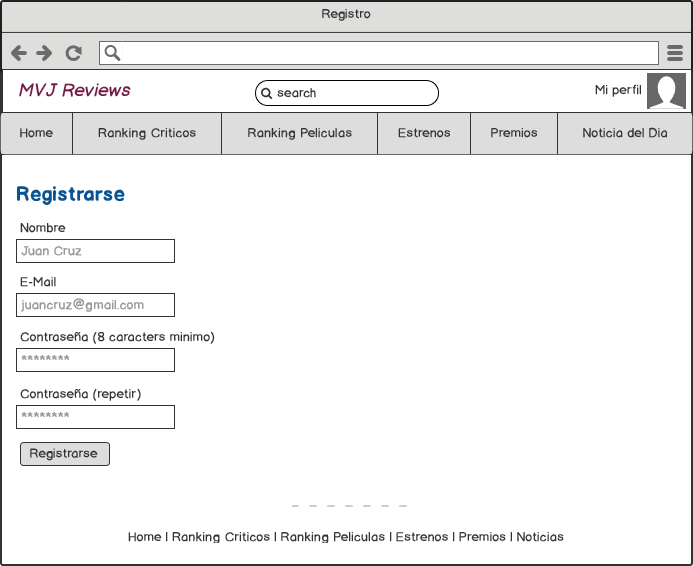 Registro
MVJ Reviews
search
Mi perfil
Home Ranking Criticos Ranking Peliculas Estrenos Premios Noticia del Dia
Registrarse
Nombre
Juan Cruz
E-Mail
juancruz@gmail.com
Contraseña (8 caracters minimo)
********
Contraseña (repetir)
********
Registrarse
Home | Ranking Criticos | Ranking Peliculas | Estrenos | Premios | Noticias